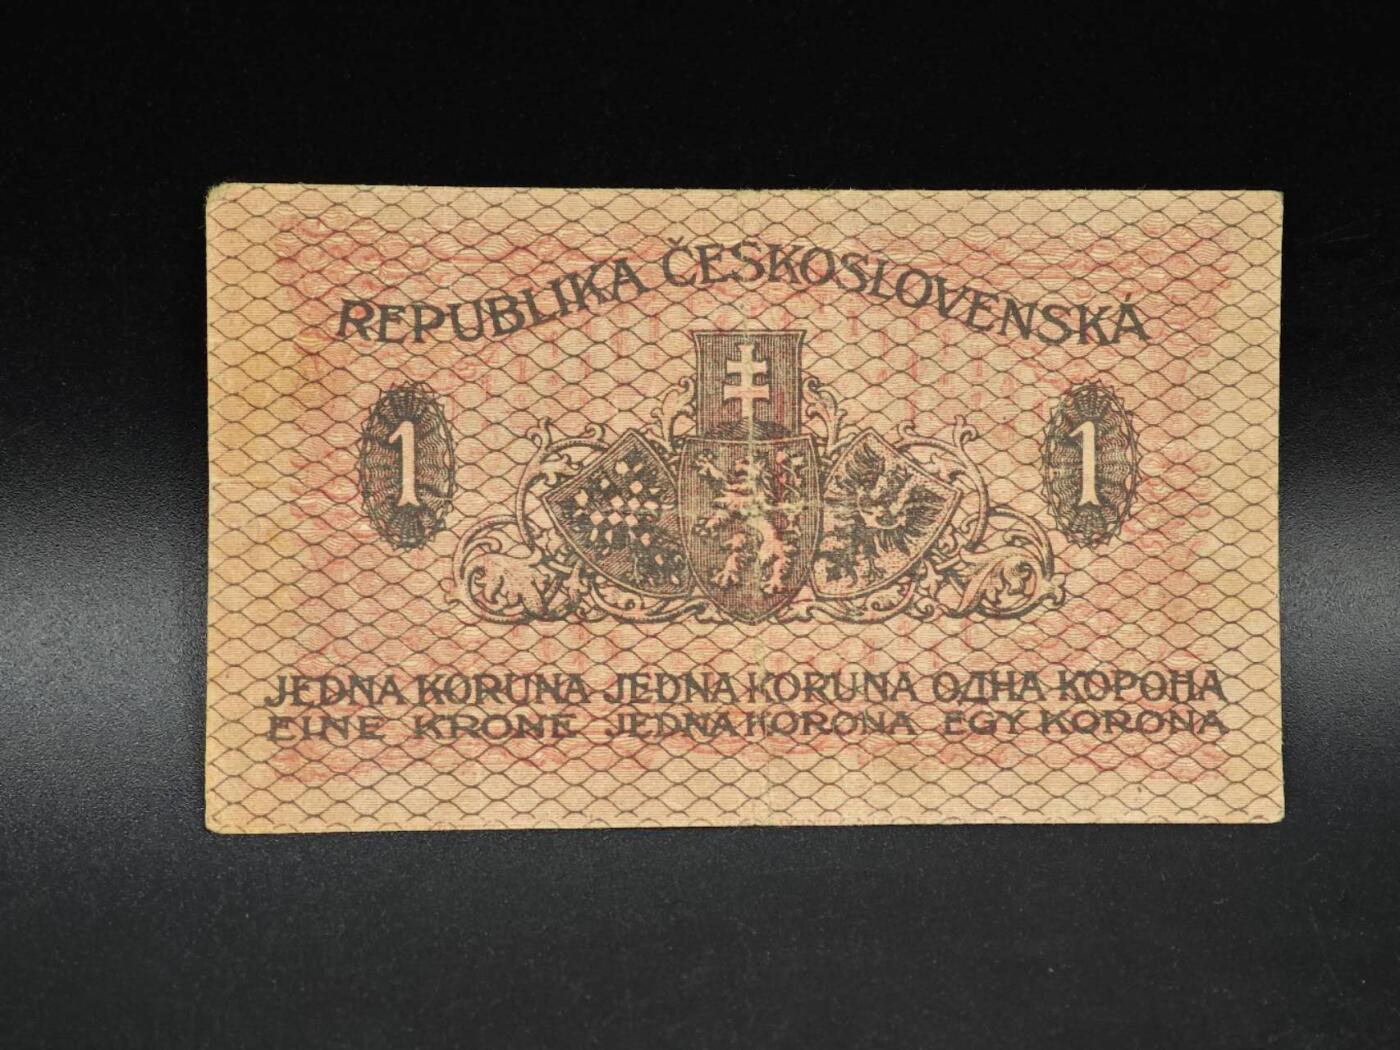 REPUBLIKA ČESKOSLOVENSKÁ
1 1
JEDNA KORUNA JEDNA KORUNA ОДНА КОРОНА
EINE KRONE JEDNA KORONA EGY KORONA